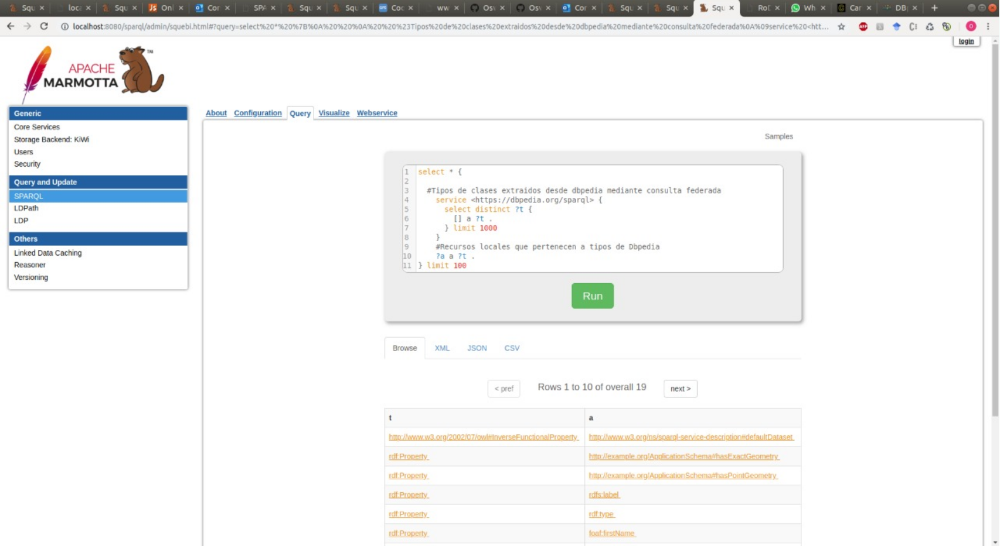 Squ
loca
Squ
Js Onl
Cor
SPA
Squ
Squ
Coc
ww
Osv
Osv
Cor
Squ
Squ
Squ
Rol
Wh
Car
DB
localhost:8080/sparql/admin/squebi.html#?query=select%20*%20%7B%0A%20%20%0A%20%20%23Tipos%20de%20clases%20extraidos%20desde%20dbpedia%20mediante%20consulta%20federada%0A%09service%20<htt...
login
APACHE
MARMOTTA
TM
Generic
Core Services
Storage Backend: KiWi
Users
Security
Query and Update
SPARQL
LDPath
LDP
Others
Linked Data Caching
Reasoner
Versioning
About Configuration Query Visualize Webservice
Samples
1 select * {
2
3 #Tipos de clases extraidos desde dbpedia mediante consulta federada
4 service <https://dbpedia.org/sparql> {
5 select distinct ?t {
6 [] a ?t .
7 } limit 1000
8 }
9 #Recursos locales que pertenecen a tipos de Dbpedia
10 ?a a ?t .
11 } limit 100
Run
Browse XML JSON CSV
< pref Rows 1 to 10 of overall 19 next >
t a
http://www.w3.org/2002/07/owl#InverseFunctionalProperty http://www.w3.org/ns/sparql-service-description#defaultDataset
rdf:Property http://example.org/ApplicationSchema#hasExactGeometry
rdf:Property http://example.org/ApplicationSchema#hasPointGeometry
rdf:Property rdfs:label
rdf:Property rdf:type
rdf:Property foaf:firstName